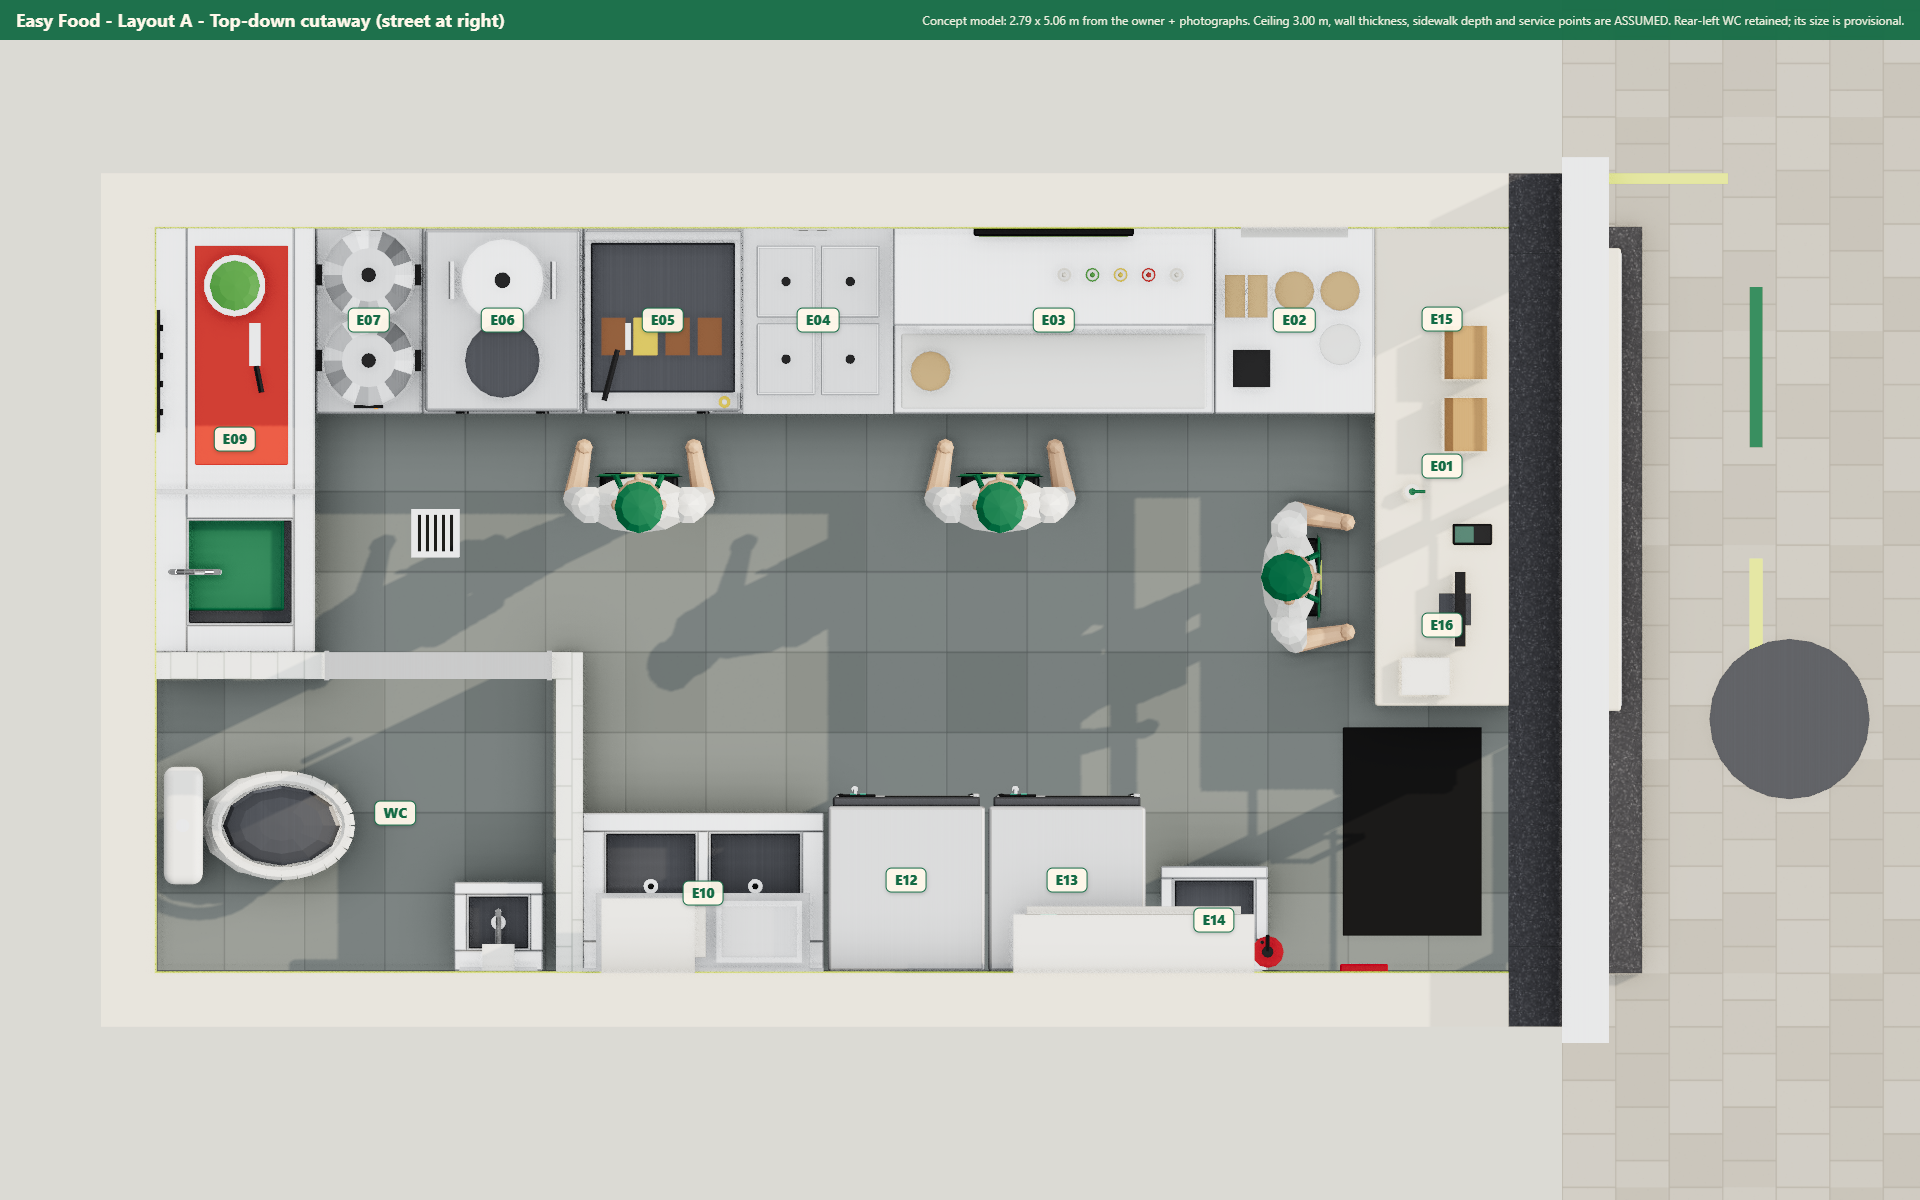 Easy Food - Layout A - Top-down cutaway (street at right)
Concept model: 2.79 x 5.06 m from the owner + photographs. Ceiling 3.00 m, wall thickness, sidewalk depth and service points are ASSUMED. Rear-left WC retained; its size is provisional.
E07
E06
E05
E04
E03
E02
E15
E09
E01
E16
WC
E10
E12
E13
E14